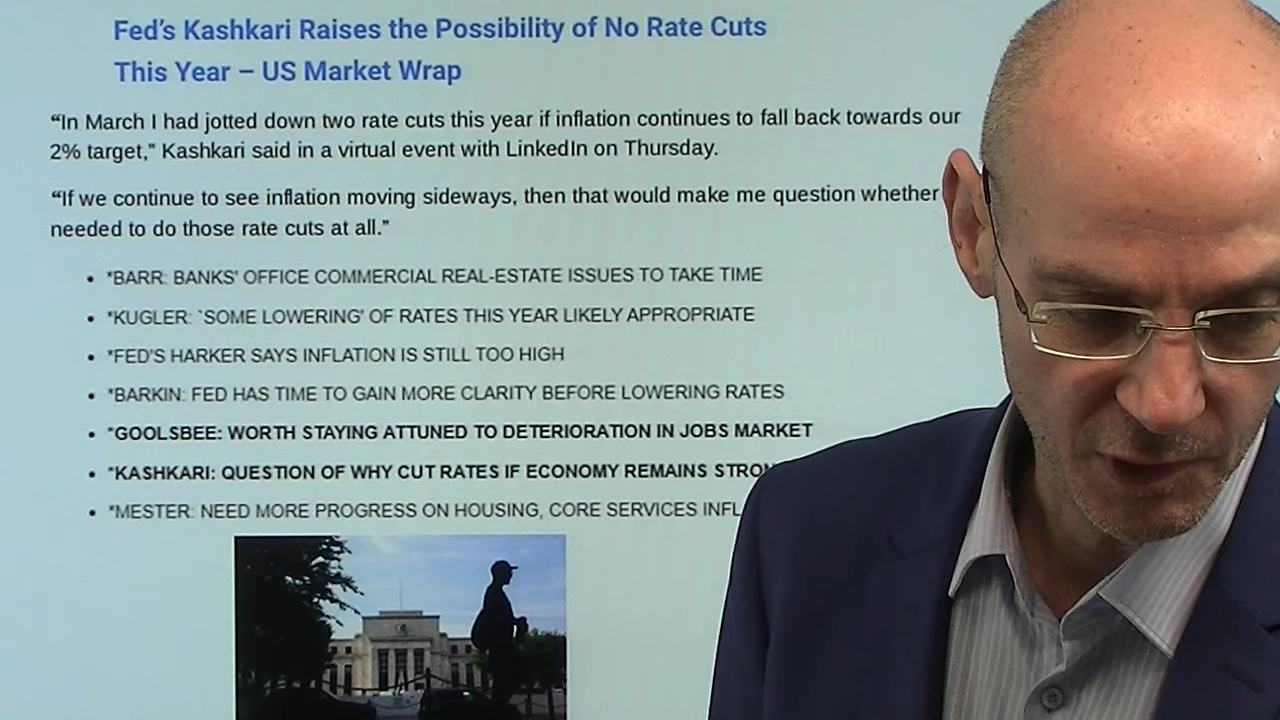 Fed's Kashkari Raises the Possibility of No Rate Cuts
This Year – US Market Wrap
“In March I had jotted down two rate cuts this year if inflation continues to fall back towards our
2% target,” Kashkari said in a virtual event with LinkedIn on Thursday.
“If we continue to see inflation moving sideways, then that would make me question whether
needed to do those rate cuts at all.”
• *BARR: BANKS' OFFICE COMMERCIAL REAL-ESTATE ISSUES TO TAKE TIME
• *KUGLER: `SOME LOWERING' OF RATES THIS YEAR LIKELY APPROPRIATE
• *FED'S HARKER SAYS INFLATION IS STILL TOO HIGH
• *BARKIN: FED HAS TIME TO GAIN MORE CLARITY BEFORE LOWERING RATES
• *GOOLSBEE: WORTH STAYING ATTUNED TO DETERIORATION IN JOBS MARKET
• *KASHKARI: QUESTION OF WHY CUT RATES IF ECONOMY REMAINS STRON
• *MESTER: NEED MORE PROGRESS ON HOUSING, CORE SERVICES INFL